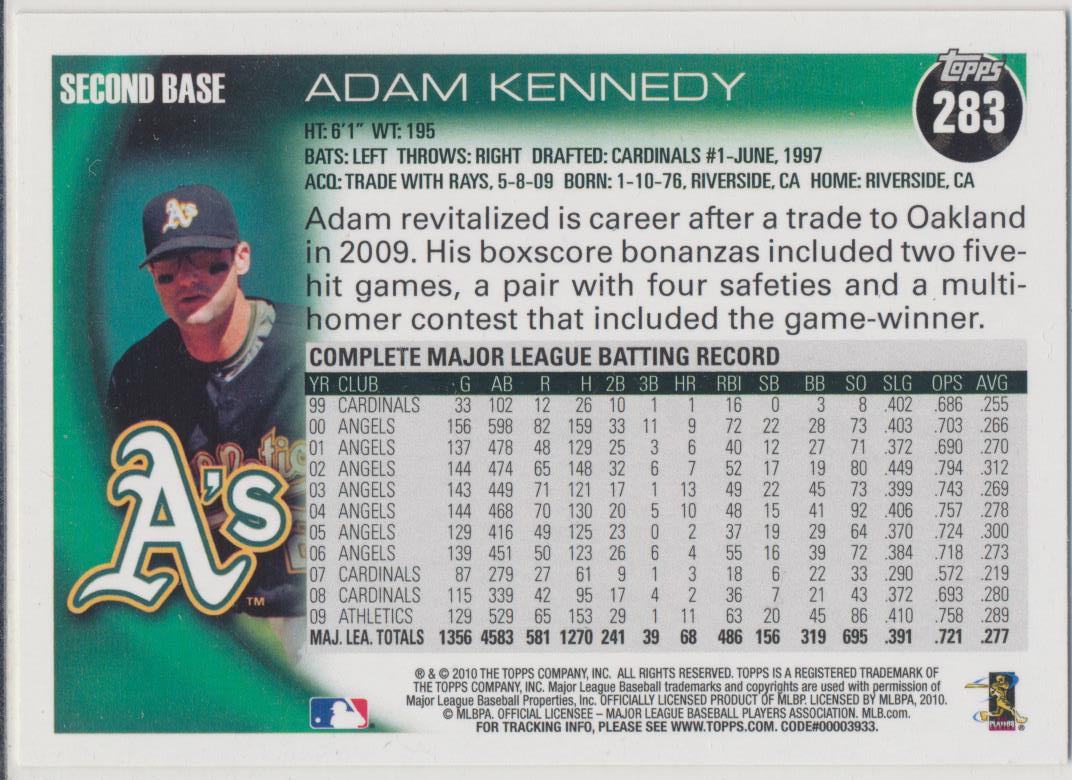 SECOND BASE
ADAM KENNEDY
Topps
283
HT: 6'1" WT: 195
BATS: LEFT THROWS: RIGHT DRAFTED: CARDINALS #1-JUNE, 1997
ACQ: TRADE WITH RAYS, 5-8-09 BORN: 1-10-76, RIVERSIDE, CA HOME: RIVERSIDE, CA
Adam revitalized is career after a trade to Oakland
in 2009. His boxscore bonanzas included two five-
hit games, a pair with four safeties and a multi-
homer contest that included the game-winner.
COMPLETE MAJOR LEAGUE BATTING RECORD
YR CLUB G AB R H 2B 3B HR RBI SB BB SO SLG OPS AVG
99 CARDINALS 33 102 12 26 10 1 1 16 0 3 8 .402 .686 .255
00 ANGELS 156 598 82 159 33 11 9 72 22 28 73 .403 .703 .266
01 ANGELS 137 478 48 129 25 3 6 40 12 27 71 .372 .690 .270
02 ANGELS 144 474 65 148 32 6 7 52 17 19 80 .449 .794 .312
03 ANGELS 143 449 71 121 17 1 13 49 22 45 73 .399 .743 .269
04 ANGELS 144 468 70 130 20 5 10 48 15 41 92 .406 .757 .278
05 ANGELS 129 416 49 125 23 0 2 37 19 29 64 .370 .724 .300
06 ANGELS 139 451 50 123 26 6 4 55 16 39 72 .384 .718 .273
07 CARDINALS 87 279 27 61 9 1 3 18 6 22 33 .290 .572 .219
08 CARDINALS 115 339 42 95 17 4 2 36 7 21 43 .372 .693 .280
09 ATHLETICS 129 529 65 153 29 1 11 63 20 45 86 .410 .758 .289
MAJ. LEA. TOTALS 1356 4583 581 1270 241 39 68 486 156 319 695 .391 .721 .277
A's
TM
® & © 2010 THE TOPPS COMPANY, INC. ALL RIGHTS RESERVED. TOPPS IS A REGISTERED TRADEMARK OF
THE TOPPS COMPANY, INC. Major League Baseball trademarks and copyrights are used with permission of
Major League Baseball Properties, Inc. OFFICIALLY LICENSED PRODUCT OF MLBP. LICENSED BY MLBPA, 2010.
© MLBPA. OFFICIAL LICENSEE – MAJOR LEAGUE BASEBALL PLAYERS ASSOCIATION. MLB.com.
FOR TRACKING INFO, PLEASE SEE WWW.TOPPS.COM. CODE#00003933.
PLAYERS
®